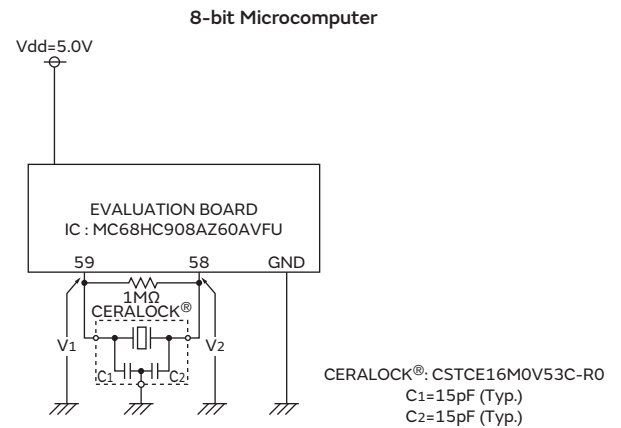 8-bit Microcomputer
Vdd=5.0V
EVALUATION BOARD
IC : MC68HC908AZ60AVFU
59 58 GND
1MΩ
CERALOCK®
V1 V2
C1 C2
CERALOCK®: CSTCE16M0V53C-R0
C1=15pF (Typ.)
C2=15pF (Typ.)